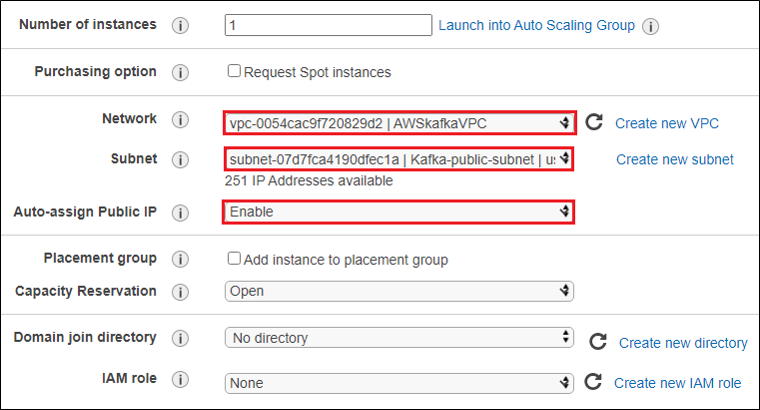 Number of instances i 1 Launch into Auto Scaling Group i
Purchasing option i Request Spot instances
Network i vpc-0054cac9f720829d2 | AWSkafkaVPC Create new VPC
Subnet i subnet-07d7fca4190dfec1a | Kafka-public-subnet | us Create new subnet
251 IP Addresses available
Auto-assign Public IP i Enable
Placement group i Add instance to placement group
Capacity Reservation i Open
Domain join directory i No directory Create new directory
IAM role i None Create new IAM role